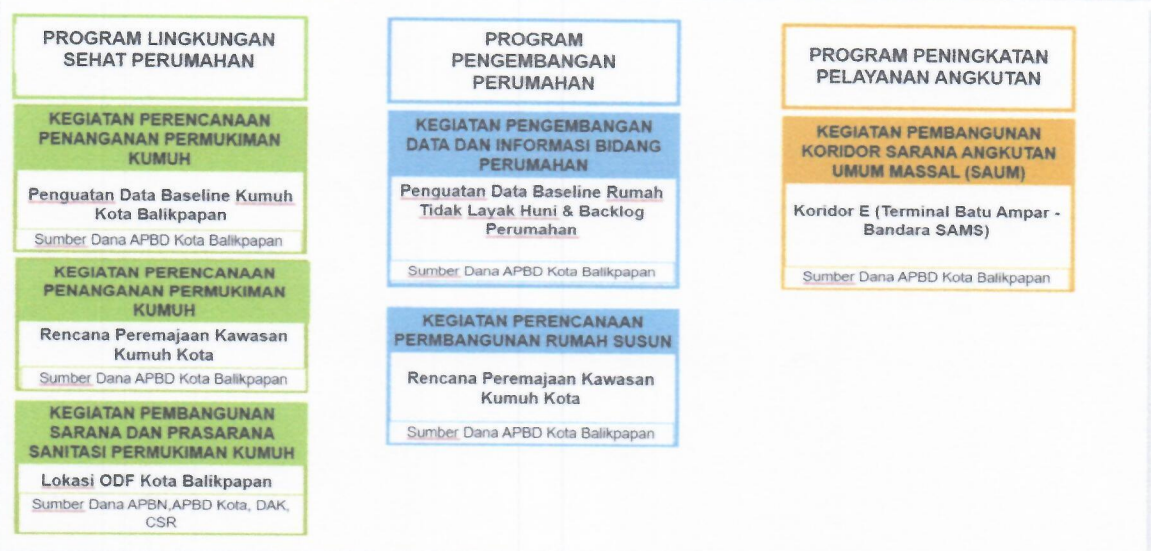 PROGRAM LINGKUNGAN
SEHAT PERUMAHAN
KEGIATAN PERENCANAAN
PENANGANAN PERMUKIMAN
KUMUH
Penguatan Data Baseline Kumuh
Kota Balikpapan
Sumber Dana APBD Kota Balikpapan
KEGIATAN PERENCANAAN
PENANGANAN PERMUKIMAN
KUMUH
Rencana Peremajaan Kawasan
Kumuh Kota
Sumber Dana APBD Kota Balikpapan
KEGIATAN PEMBANGUNAN
SARANA DAN PRASARANA
SANITASI PERMUKIMAN KUMUH
Lokasi ODF Kota Balikpapan
Sumber Dana APBN,APBD Kota, DAK,
CSR
PROGRAM
PENGEMBANGAN
PERUMAHAN
KEGIATAN PENGEMBANGAN
DATA DAN INFORMASI BIDANG
PERUMAHAN
Penguatan Data Baseline Rumah
Tidak Layak Huni & Backlog
Perumahan
Sumber Dana APBD Kota Balikpapan
KEGIATAN PERENCANAAN
PERMBANGUNAN RUMAH SUSUN
Rencana Peremajaan Kawasan
Kumuh Kota
Sumber Dana APBD Kota Balikpapan
PROGRAM PENINGKATAN
PELAYANAN ANGKUTAN
KEGIATAN PEMBANGUNAN
KORIDOR SARANA ANGKUTAN
UMUM MASSAL (SAUM)
Koridor E (Terminal Batu Ampar -
Bandara SAMS)
Sumber Dana APBD Kota Balikpapan